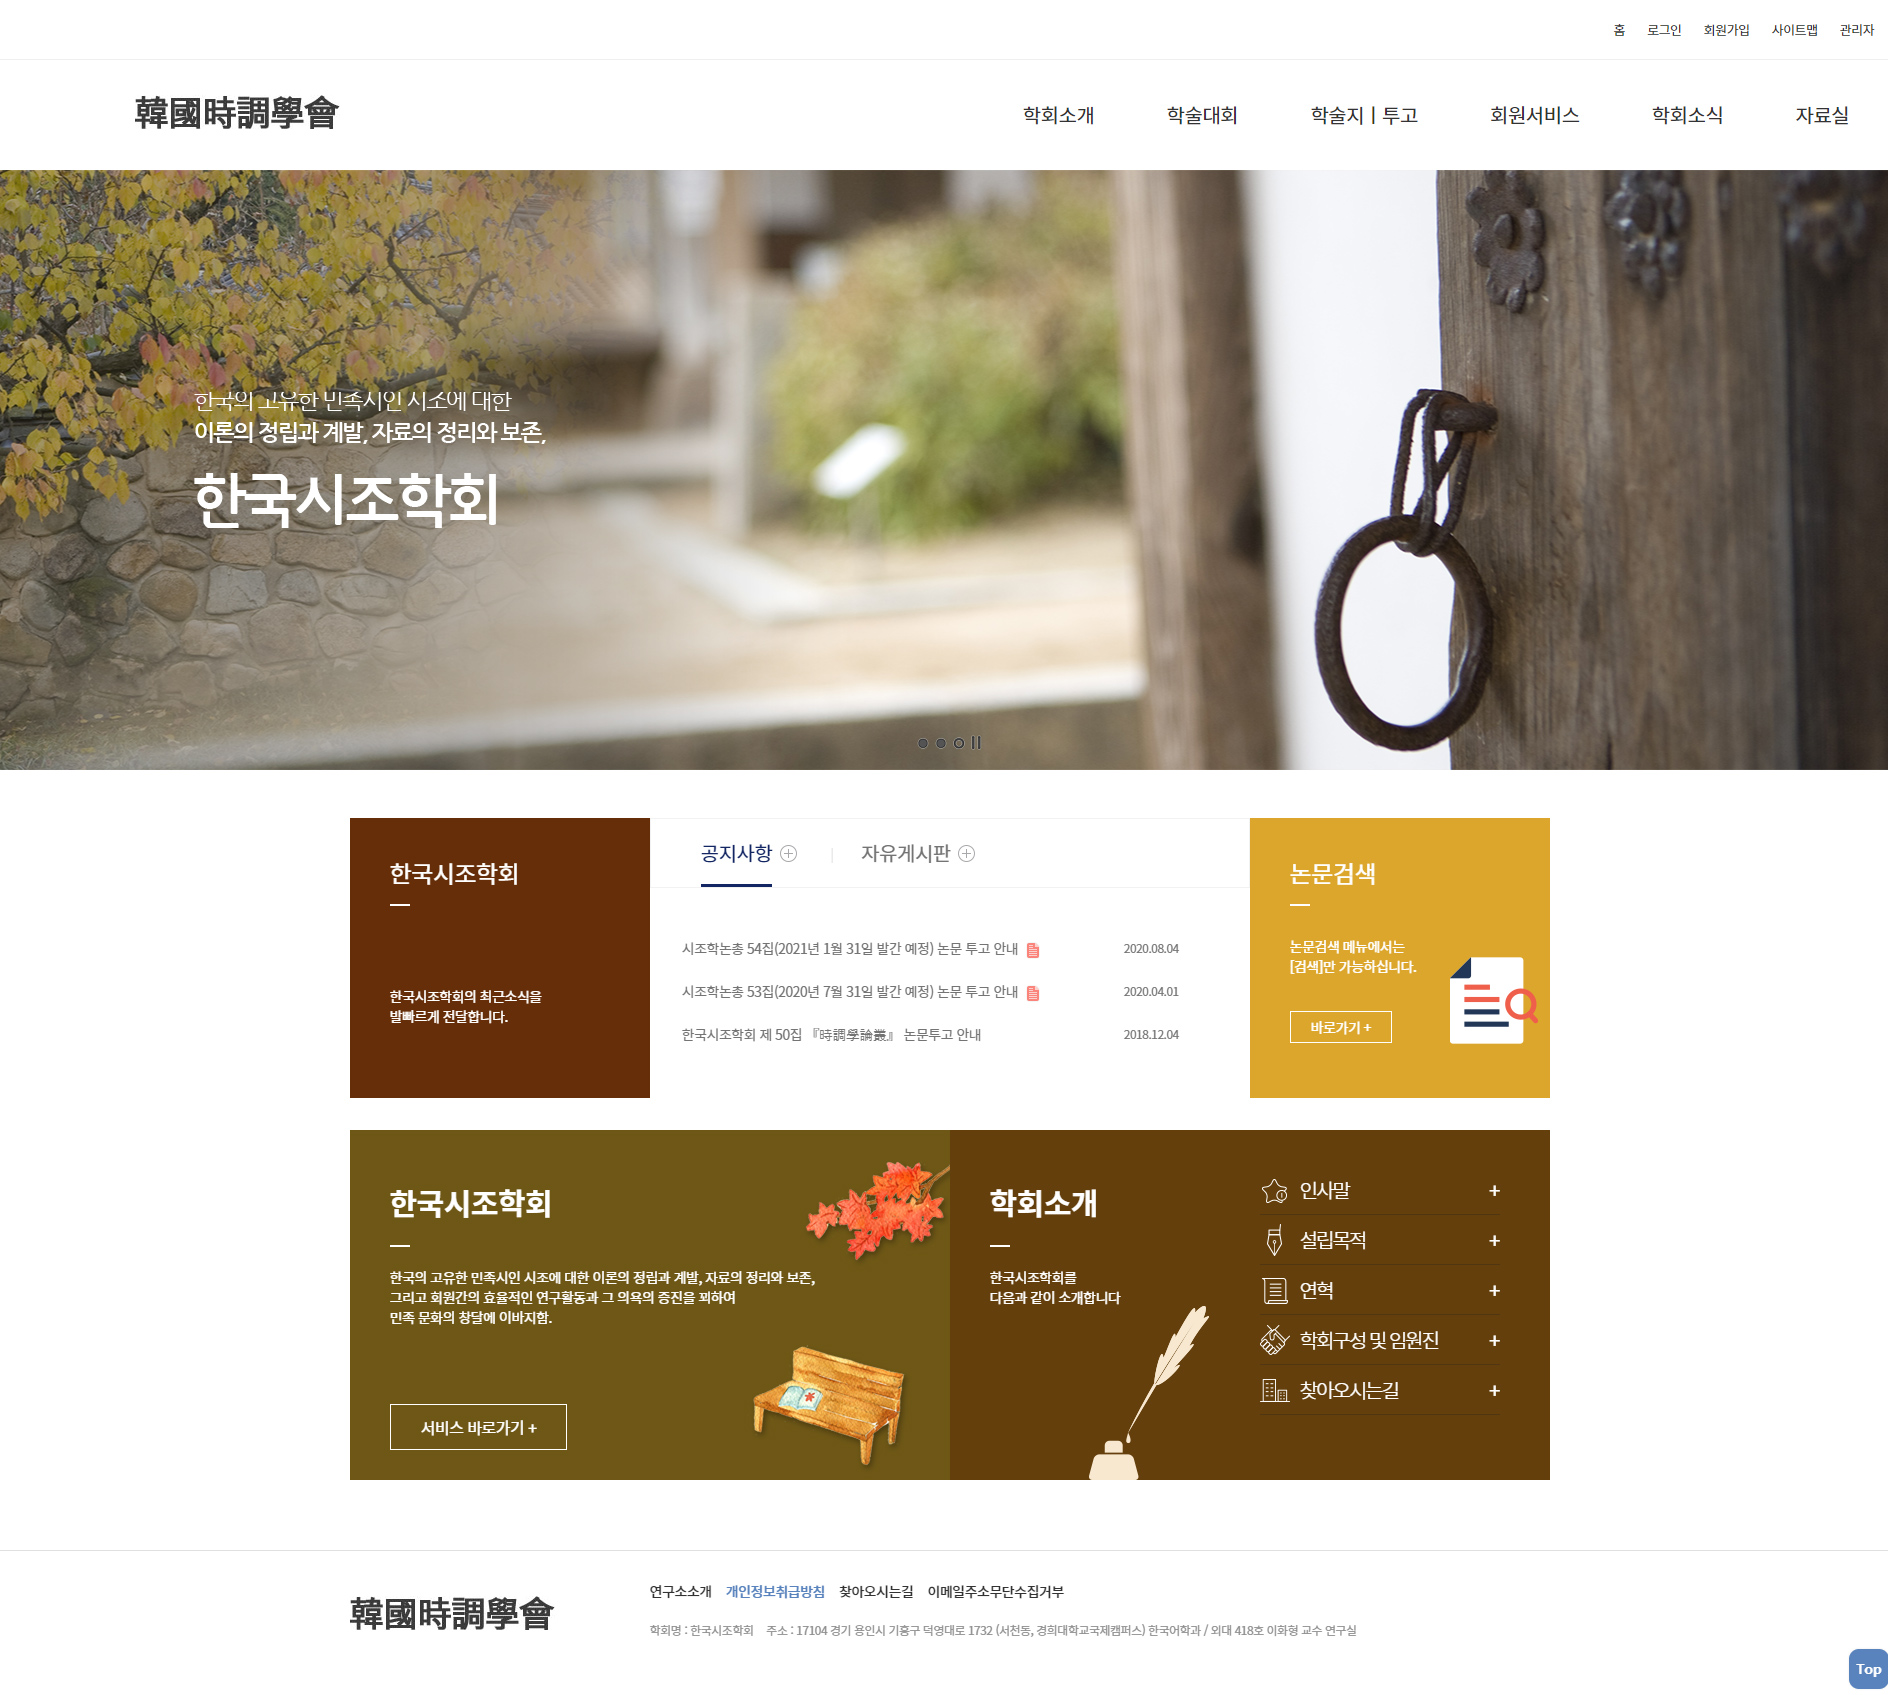 홈 로그인 회원가입 사이트맵 관리자
韓國時調學會
학회소개 학술대회 학술지 | 투고 회원서비스 학회소식 자료실
한국의 고유한 민족시인 시조에 대한
이론의 정립과 계발, 자료의 정리와 보존,
한국시조학회
한국시조학회
한국시조학회의 최근소식을
발빠르게 전달합니다.
공지사항 자유게시판
시조학논총 54집(2021년 1월 31일 발간 예정) 논문 투고 안내 2020.08.04
시조학논총 53집(2020년 7월 31일 발간 예정) 논문 투고 안내 2020.04.01
한국시조학회 제 50집 『時調學論叢』 논문투고 안내 2018.12.04
논문검색
논문검색 메뉴에서는
[검색]만 가능하십니다.
바로가기 +
한국시조학회
한국의 고유한 민족시인 시조에 대한 이론의 정립과 계발, 자료의 정리와 보존,
그리고 회원간의 효율적인 연구활동과 그 의욕의 증진을 꾀하여
민족 문화의 창달에 이바지함.
서비스 바로가기 +
학회소개
한국시조학회를
다음과 같이 소개합니다
인사말 +
설립목적 +
연혁 +
학회구성 및 임원진 +
찾아오시는길 +
韓國時調學會
연구소소개 개인정보취급방침 찾아오시는길 이메일주소무단수집거부
학회명 : 한국시조학회 주소 : 17104 경기 용인시 기흥구 덕영대로 1732 (서천동, 경희대학교국제캠퍼스) 한국어학과 / 외대 418호 이화형 교수 연구실
Top